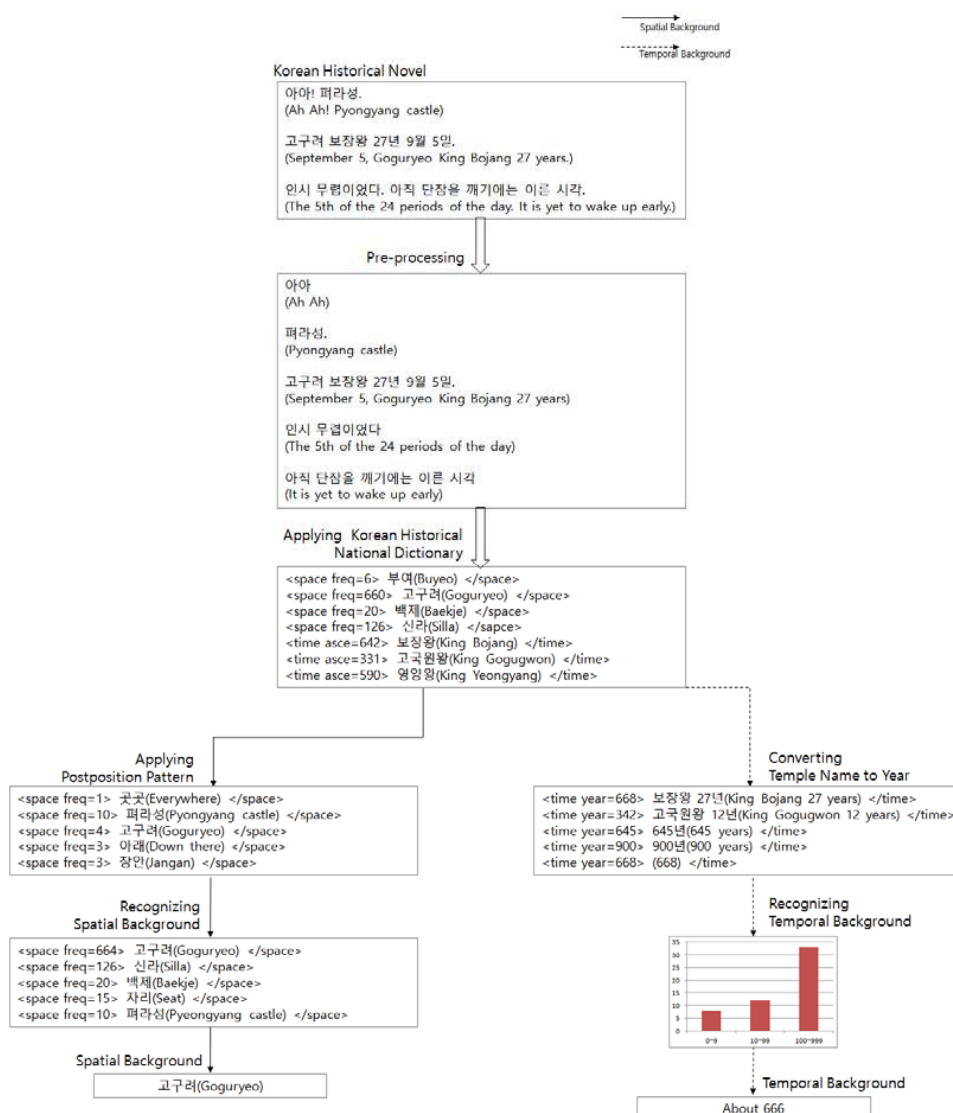 Spatial Background
Temporal Background
Korean Historical Novel
아아! 펴라성.
(Ah Ah! Pyongyang castle)
고구려 보장왕 27년 9월 5일.
(September 5, Goguryeo King Bojang 27 years.)
인시 무렵이었다. 아직 단잠을 깨기에는 이른 시각.
(The 5th of the 24 periods of the day. It is yet to wake up early.)
Pre-processing
아아
(Ah Ah)
펴라성.
(Pyongyang castle)
고구려 보장왕 27년 9월 5일.
(September 5, Goguryeo King Bojang 27 years)
인시 무렵이었다
(The 5th of the 24 periods of the day)
아직 단잠을 깨기에는 이른 시각
(It is yet to wake up early)
Applying Korean Historical
National Dictionary
<space freq=6> 부여(Buyeo) </space>
<space freq=660> 고구려(Goguryeo) </space>
<space freq=20> 백제(Baekje) </space>
<space freq=126> 신라(Silla) </sapce>
<time asce=642> 보장왕(King Bojang) </time>
<time asce=331> 고국원왕(King Gogugwon) </time>
<time asce=590> 영양왕(King Yeongyang) </time>
Applying
Postposition Pattern
<space freq=1> 곳곳(Everywhere) </space>
<space freq=10> 펴라성(Pyongyang castle) </space>
<space freq=4> 고구려(Goguryeo) </space>
<space freq=3> 아래(Down there) </space>
<space freq=3> 장안(Jangan) </space>
Recognizing
Spatial Background
<space freq=664> 고구려(Goguryeo) </space>
<space freq=126> 신라(Silla) </space>
<space freq=20> 백제(Baekje) </space>
<space freq=15> 자리(Seat) </space>
<space freq=10> 펴라성(Pyeongyang castle) </space>
Spatial Background
고구려(Goguryeo)
Converting
Temple Name to Year
<time year=668> 보장왕 27년(King Bojang 27 years) </time>
<time year=342> 고국원왕 12년(King Gogugwon 12 years) </time>
<time year=645> 645년(645 years) </time>
<time year=900> 900년(900 years) </time>
<time year=668> (668) </time>
Recognizing
Temporal Background
35
30
25
20
15
10
5
0
0~9 10~99 100~999
Temporal Background
About 666